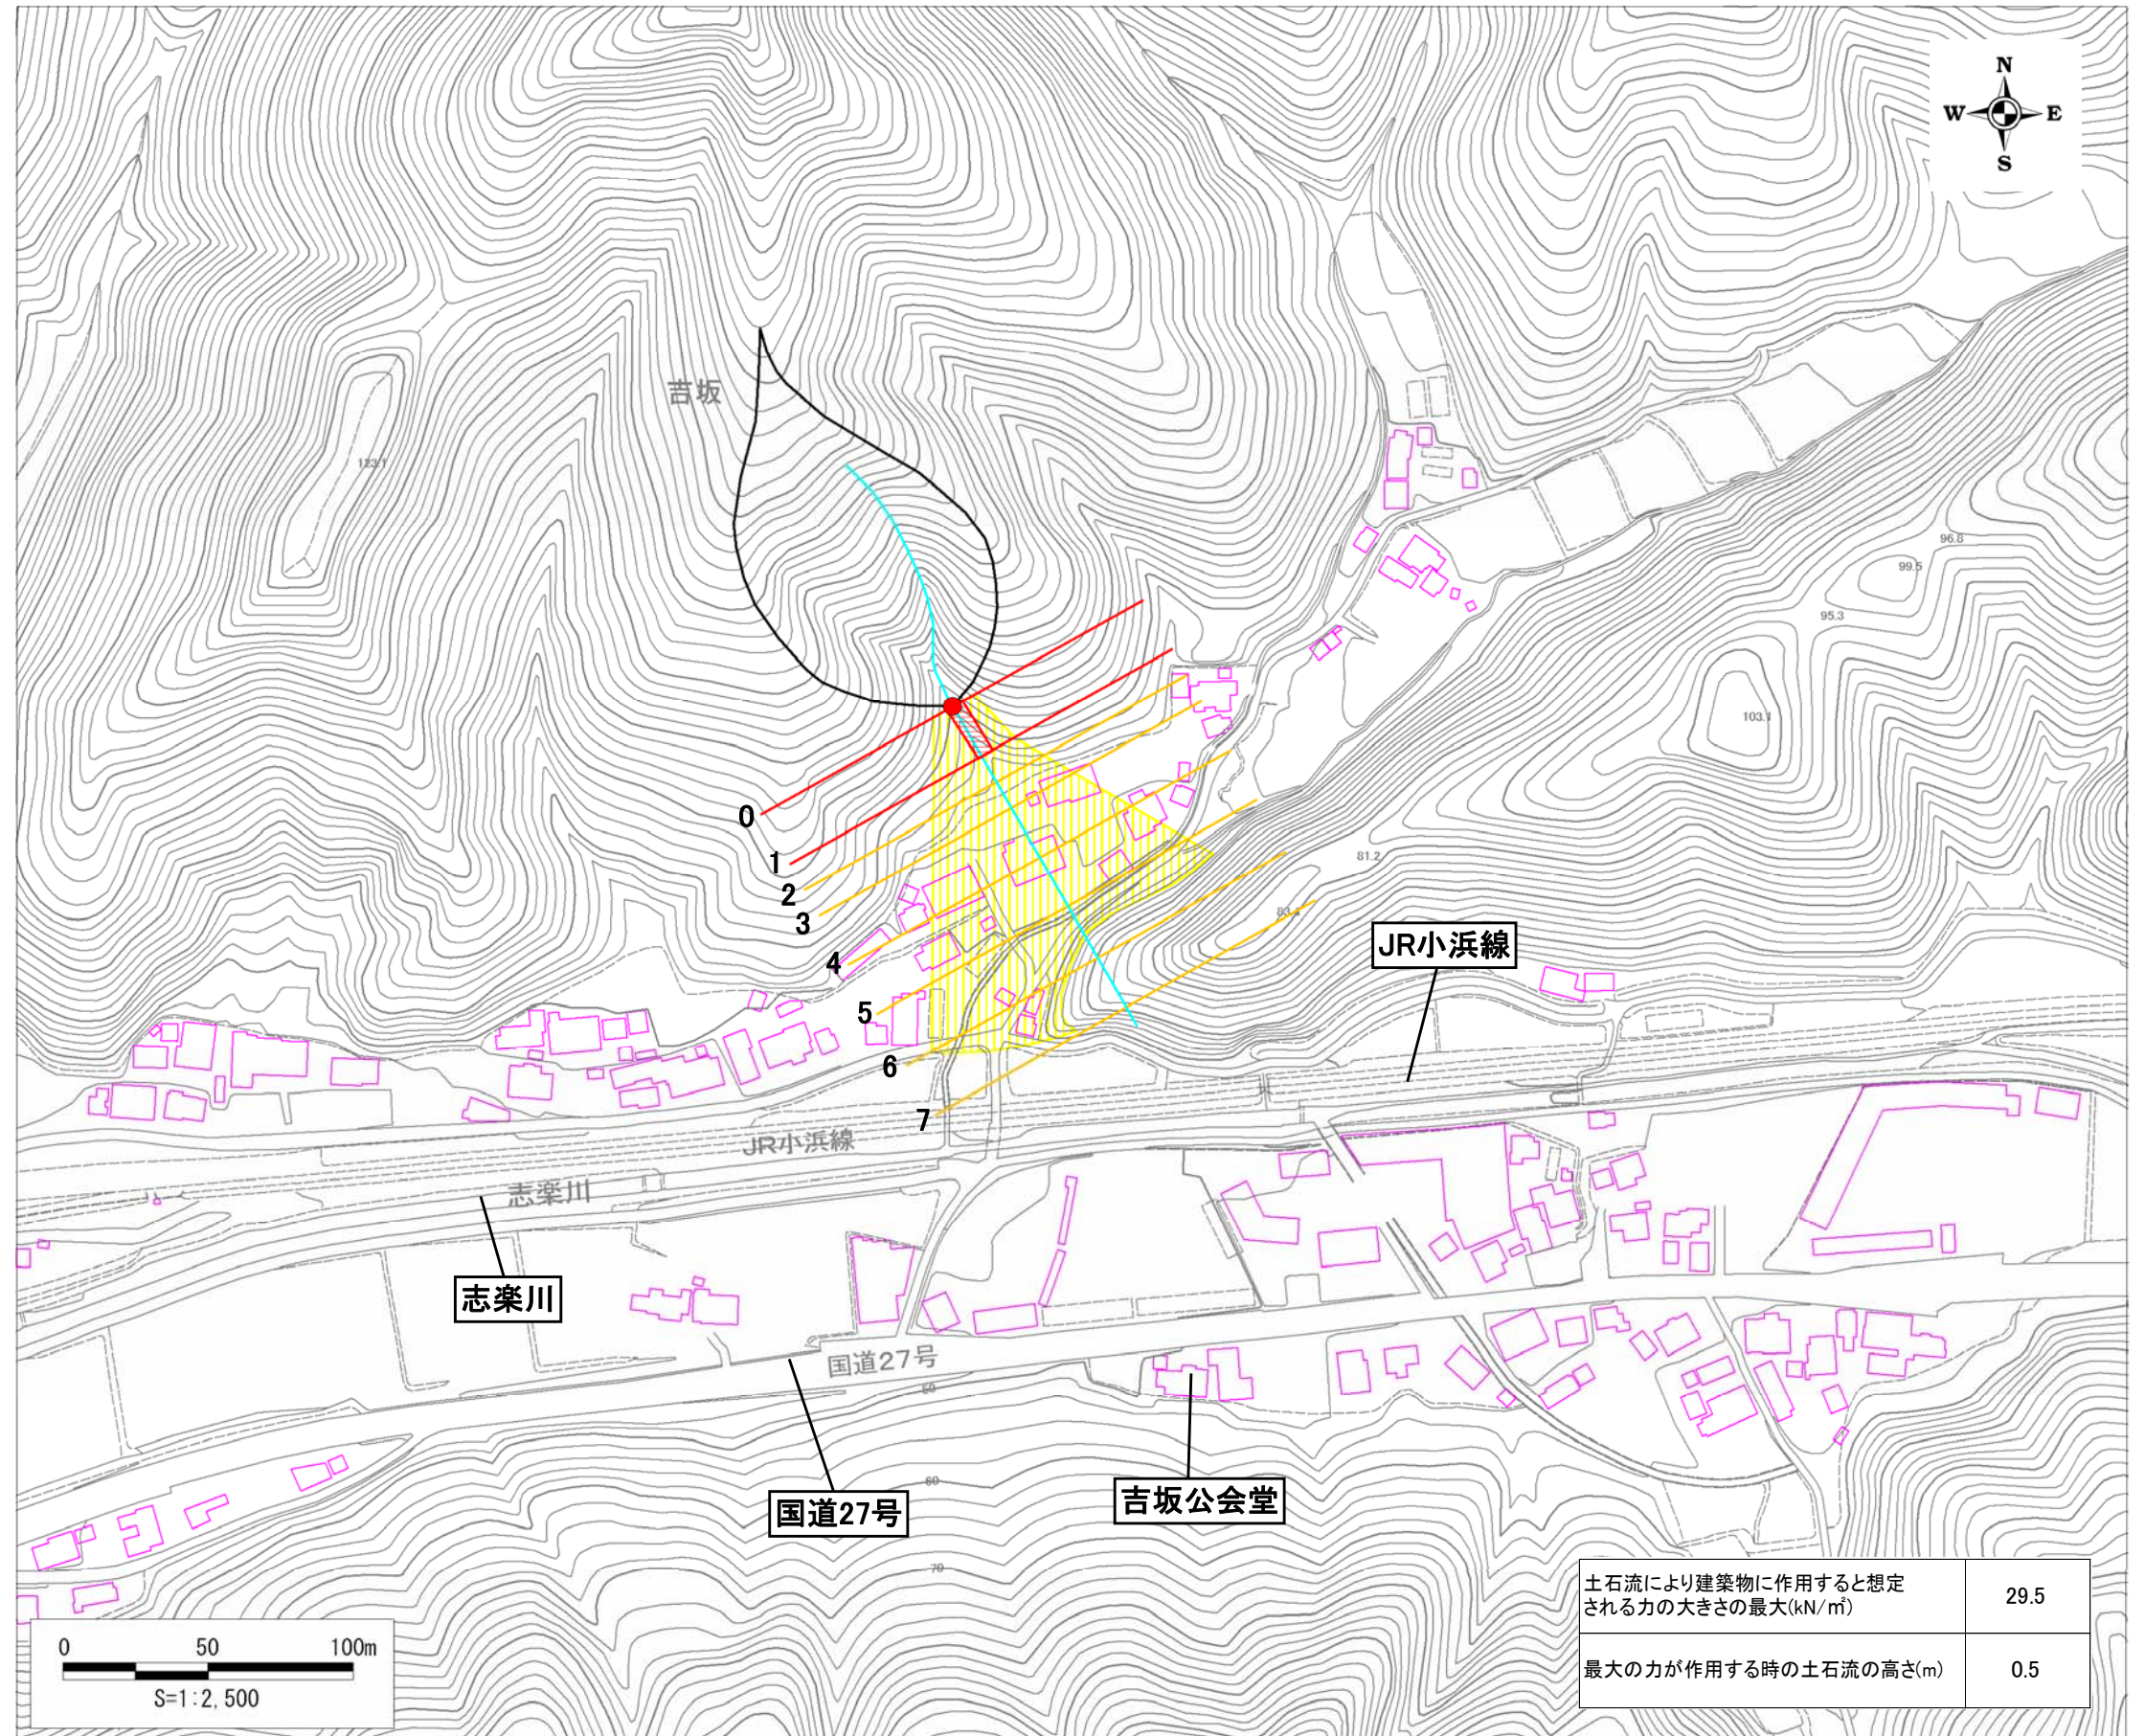 N
W E
S
吉坂
123.1
96.8
99.5
95.3
103.1
81.2
83.4
0
1
2
3
4
5
6
7
JR小浜線
JR小浜線
志楽川
志楽川
国道27号
50
国道27号
吉坂公会堂
60
70
土石流により建築物に作用すると想定
される力の大きさの最大(kN/㎡)
29.5
最大の力が作用する時の土石流の高さ(m)
0.5
0 50 100m
S=1:2,500